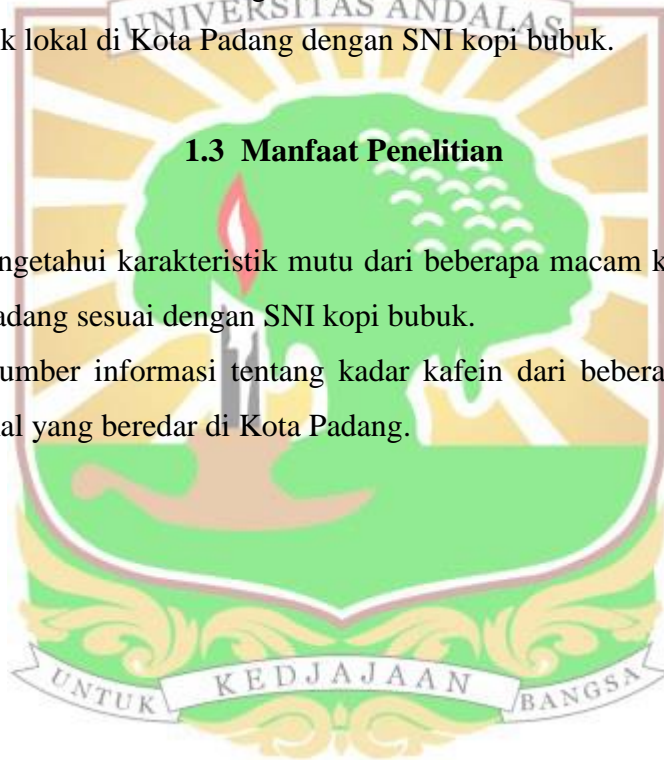 UNIVERSITAS ANDALAS
k lokal di Kota Padang dengan SNI kopi bubuk.
1.3 Manfaat Penelitian
ngetahui karakteristik mutu dari beberapa macam k
adang sesuai dengan SNI kopi bubuk.
umber informasi tentang kadar kafein dari bebera
al yang beredar di Kota Padang.
UNTUK KEDJAJAAN BANGSA